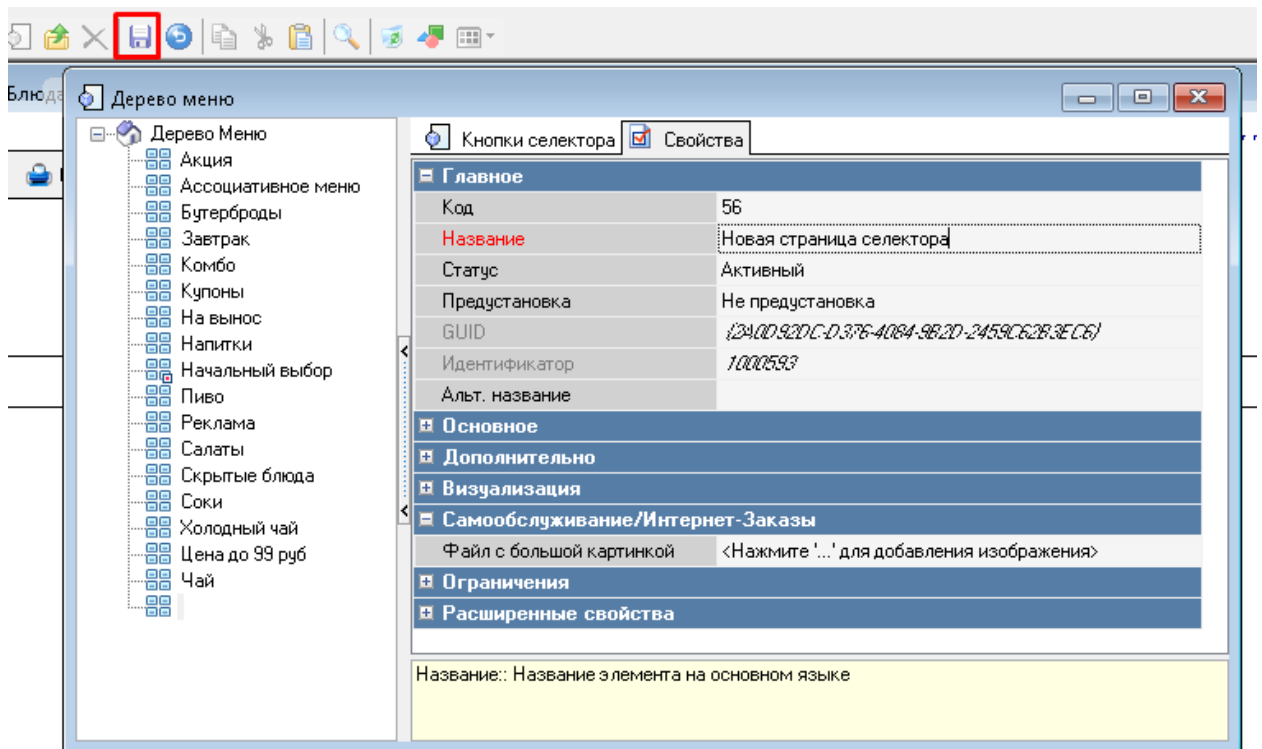 Дерево меню
Дерево Меню
Акция
Ассоциативное меню
Бутерброды
Завтрак
Комбо
Купоны
На вынос
Напитки
Начальный выбор
Пиво
Реклама
Салаты
Скрытые блюда
Соки
Холодный чай
Цена до 99 руб
Чай
Кнопки селектора Свойства
Главное
Код 56
Название Новая страница селектора
Статус Активный
Предустановка Не предустановка
GUID {2A0D92DC-D376-4084-9B2D-2459C62B3EC6}
Идентификатор 1000593
Альт. название
Основное
Дополнительно
Визуализация
Самообслуживание/Интернет-Заказы
Файл с большой картинкой <Нажмите '...' для добавления изображения>
Ограничения
Расширенные свойства
Название:: Название элемента на основном языке